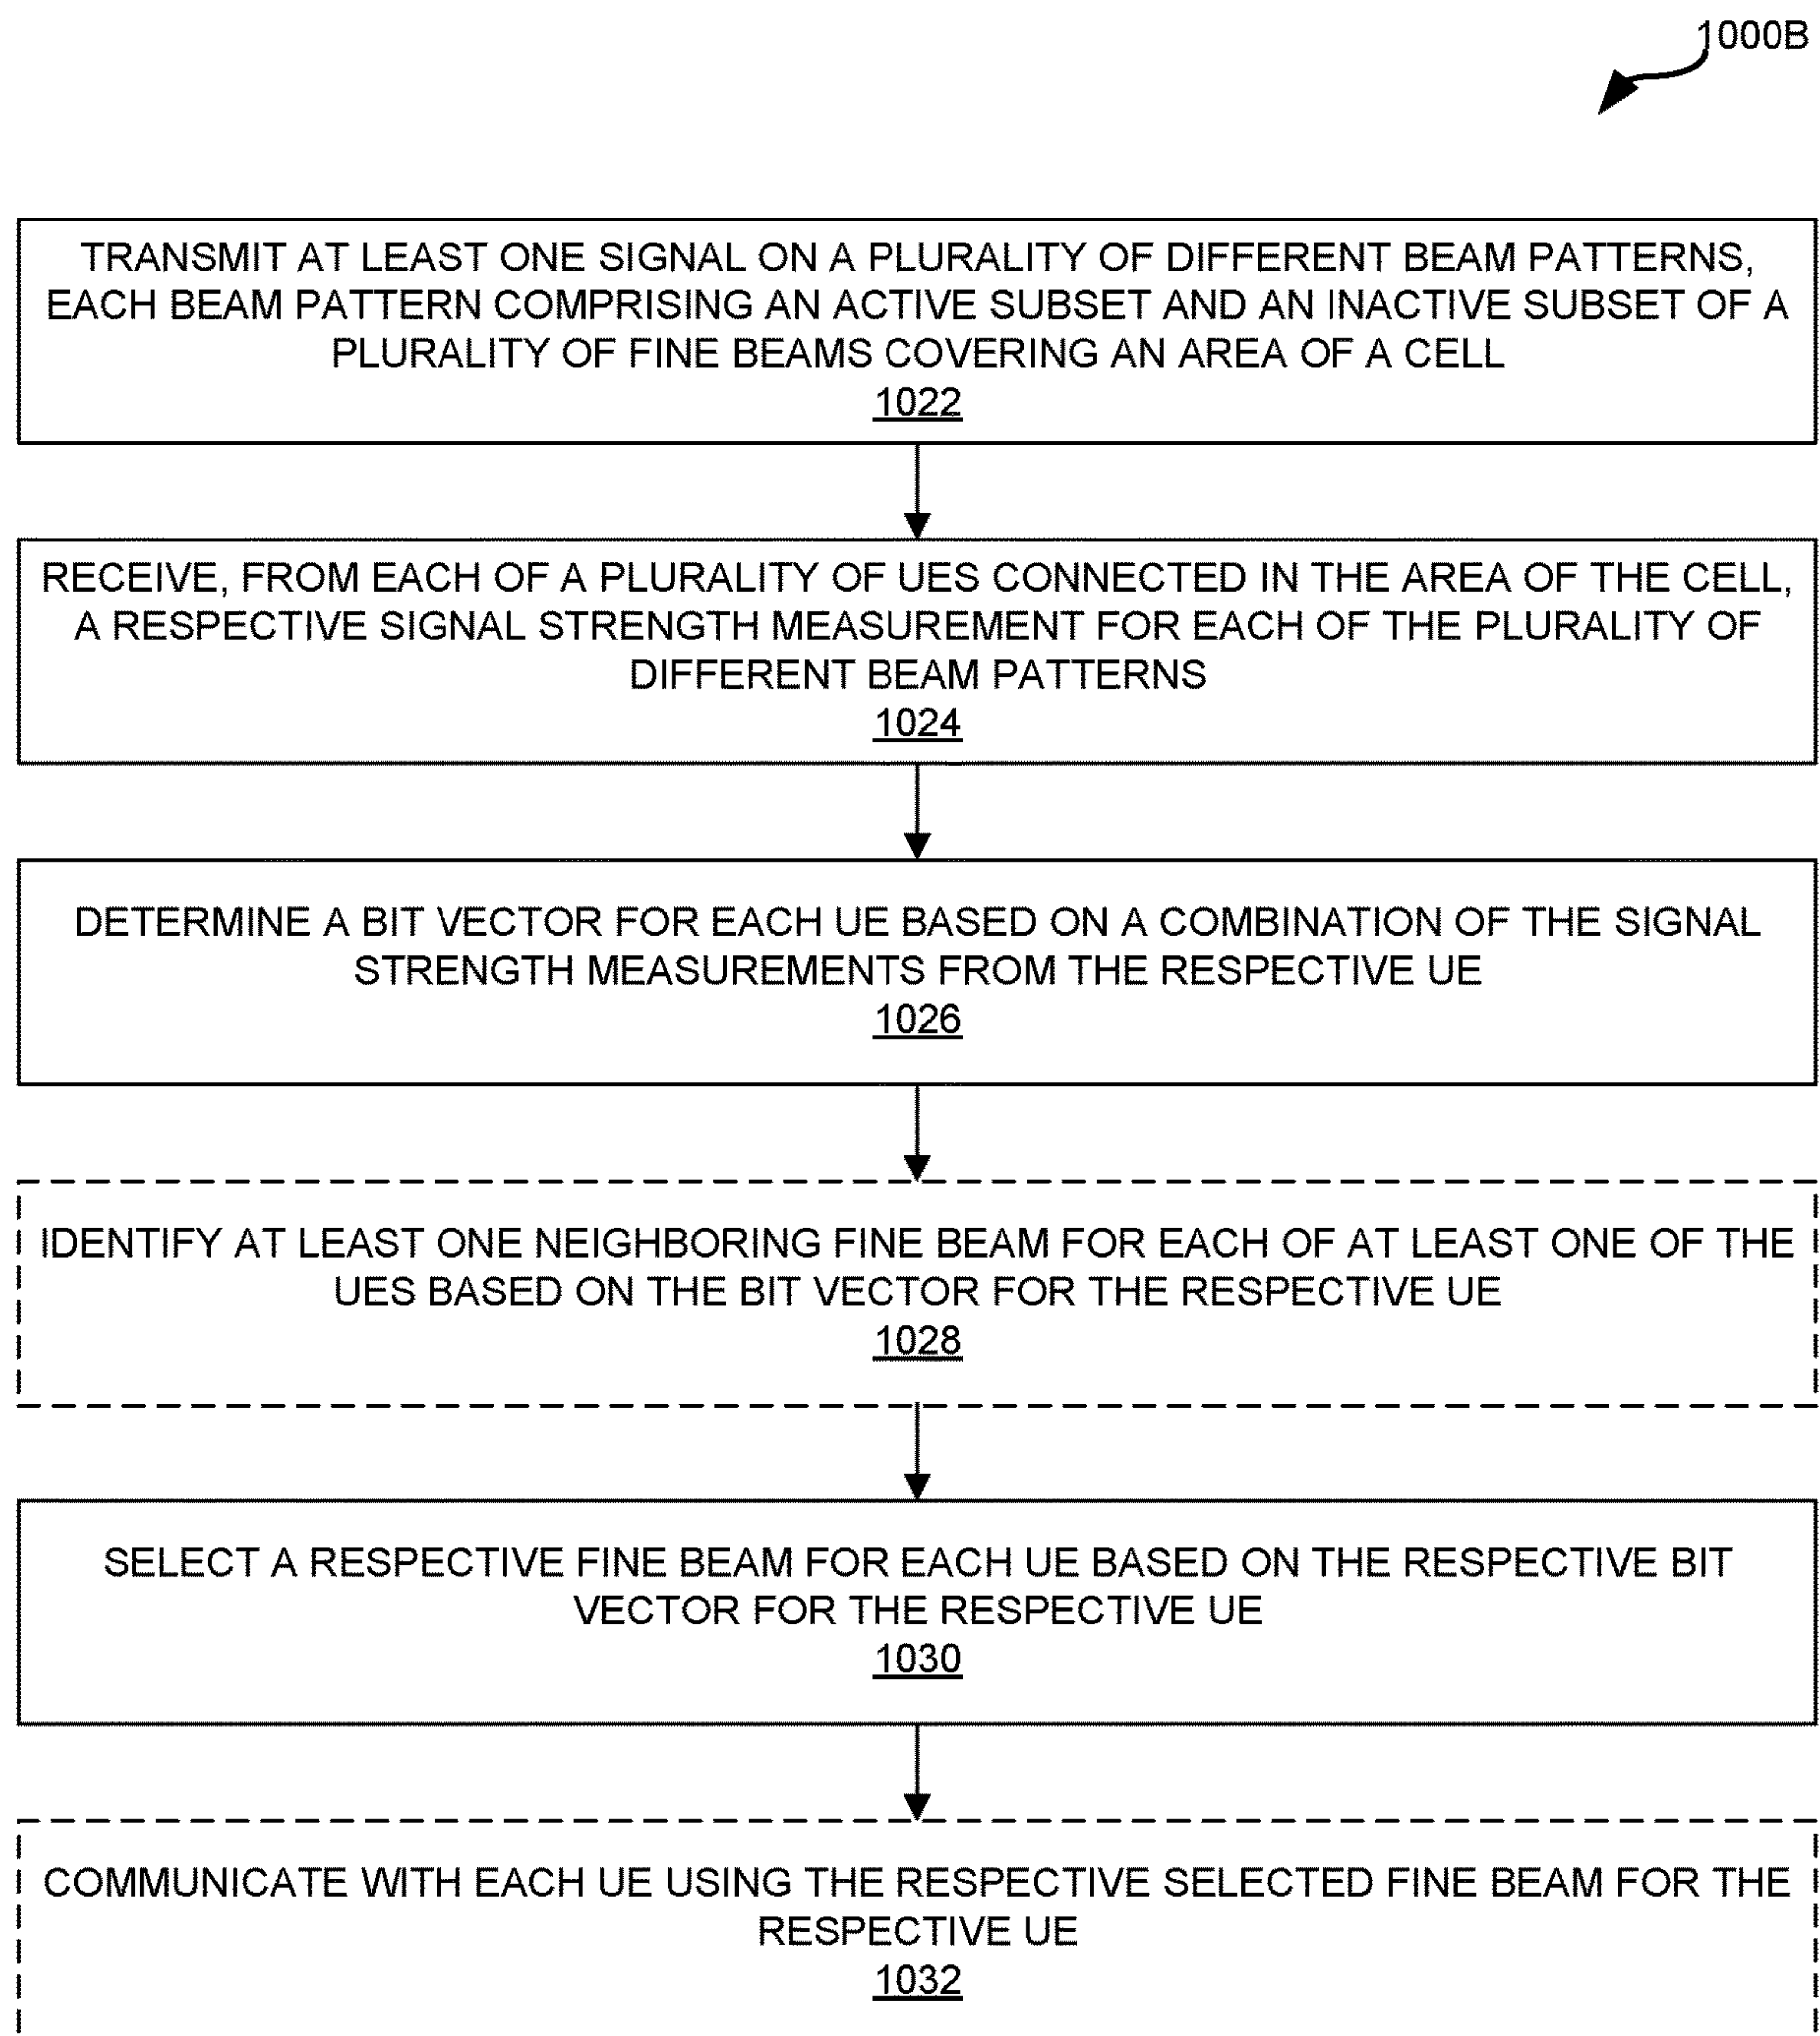 1000B
TRANSMIT AT LEAST ONE SIGNAL ON A PLURALITY OF DIFFERENT BEAM PATTERNS,
EACH BEAM PATTERN COMPRISING AN ACTIVE SUBSET AND AN INACTIVE SUBSET OF A
PLURALITY OF FINE BEAMS COVERING AN AREA OF A CELL
1022
RECEIVE, FROM EACH OF A PLURALITY OF UES CONNECTED IN THE AREA OF THE CELL,
A RESPECTIVE SIGNAL STRENGTH MEASUREMENT FOR EACH OF THE PLURALITY OF
DIFFERENT BEAM PATTERNS
1024
DETERMINE A BIT VECTOR FOR EACH UE BASED ON A COMBINATION OF THE SIGNAL
STRENGTH MEASUREMENTS FROM THE RESPECTIVE UE
1026
IDENTIFY AT LEAST ONE NEIGHBORING FINE BEAM FOR EACH OF AT LEAST ONE OF THE
UES BASED ON THE BIT VECTOR FOR THE RESPECTIVE UE
1028
SELECT A RESPECTIVE FINE BEAM FOR EACH UE BASED ON THE RESPECTIVE BIT
VECTOR FOR THE RESPECTIVE UE
1030
COMMUNICATE WITH EACH UE USING THE RESPECTIVE SELECTED FINE BEAM FOR THE
RESPECTIVE UE
1032